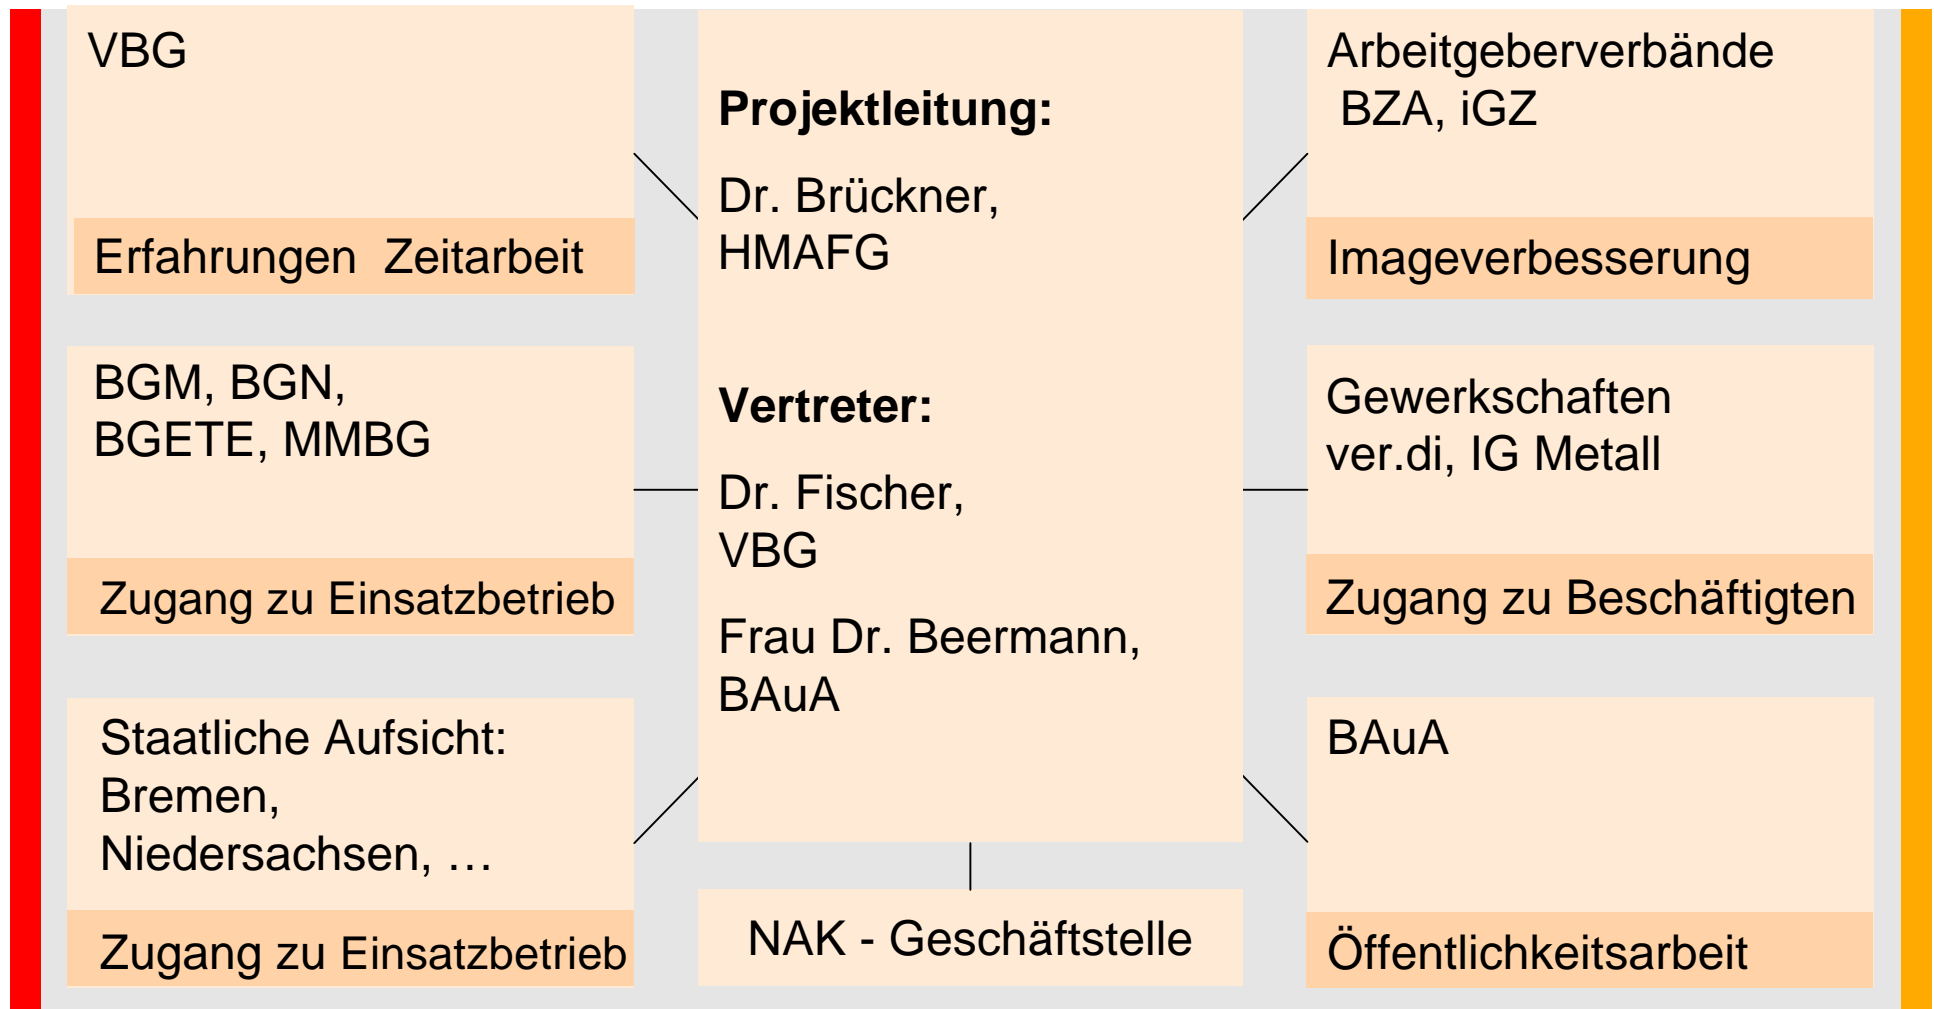 VBG
Erfahrungen  Zeitarbeit
BGM, BGN,
BGETE, MMBG
Zugang zu Einsatzbetrieb
Staatliche Aufsicht:
Bremen,
Niedersachsen, …
Zugang zu Einsatzbetrieb
Projektleitung:
Dr. Brückner,
HMAFG
Vertreter:
Dr. Fischer,
VBG
Frau Dr. Beermann,
BAuA
NAK - Geschäftstelle
Arbeitgeberverbände
BZA, iGZ
Imageverbesserung
Gewerkschaften
ver.di, IG Metall
Zugang zu Beschäftigten
BAuA
Öffentlichkeitsarbeit